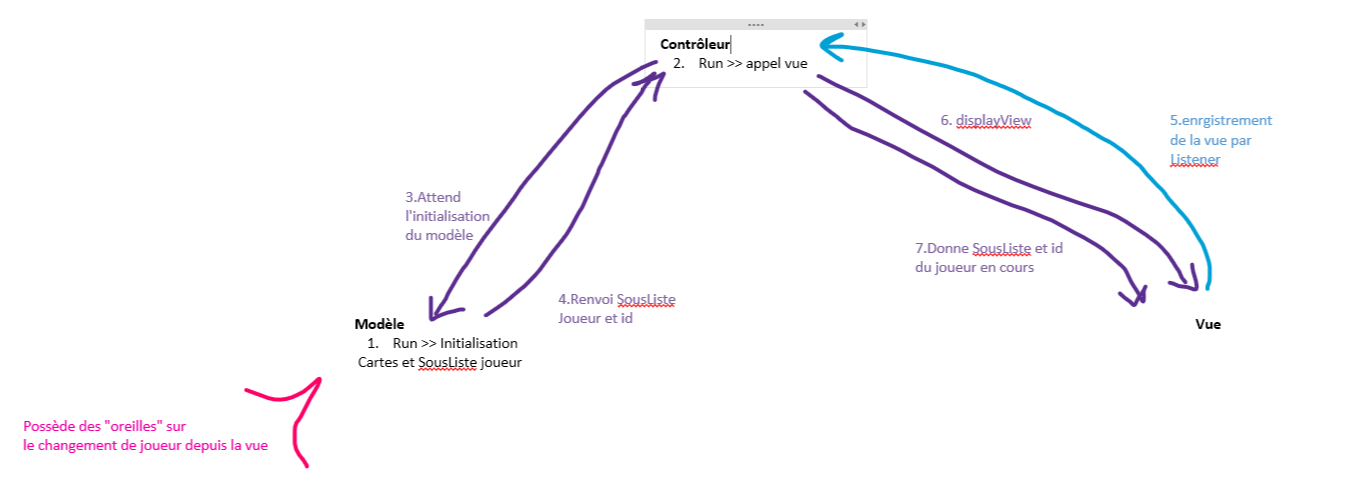 Contrôleur
2. Run >> appel vue
6. displayView
5.enrgistrement
de la vue par
Listener
3.Attend
l'initialisation
du modèle
7.Donne SousListe et id
du joueur en cours
4.Renvoi SousListe
Joueur et id
Modèle
1. Run >> Initialisation
Cartes et SousListe joueur
Vue
Possède des "oreilles" sur
le changement de joueur depuis la vue